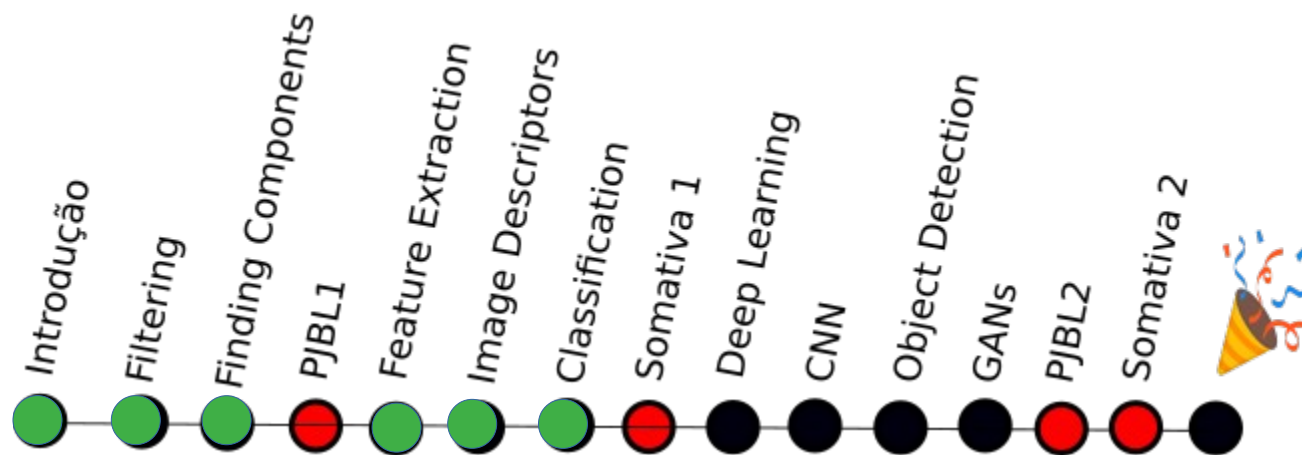 Introdução
Filtering
Finding Components
PJBL1
Feature Extraction
Image Descriptors
Classification
Somativa 1
Deep Learning
CNN
Object Detection
GANs
PJBL2
Somativa 2